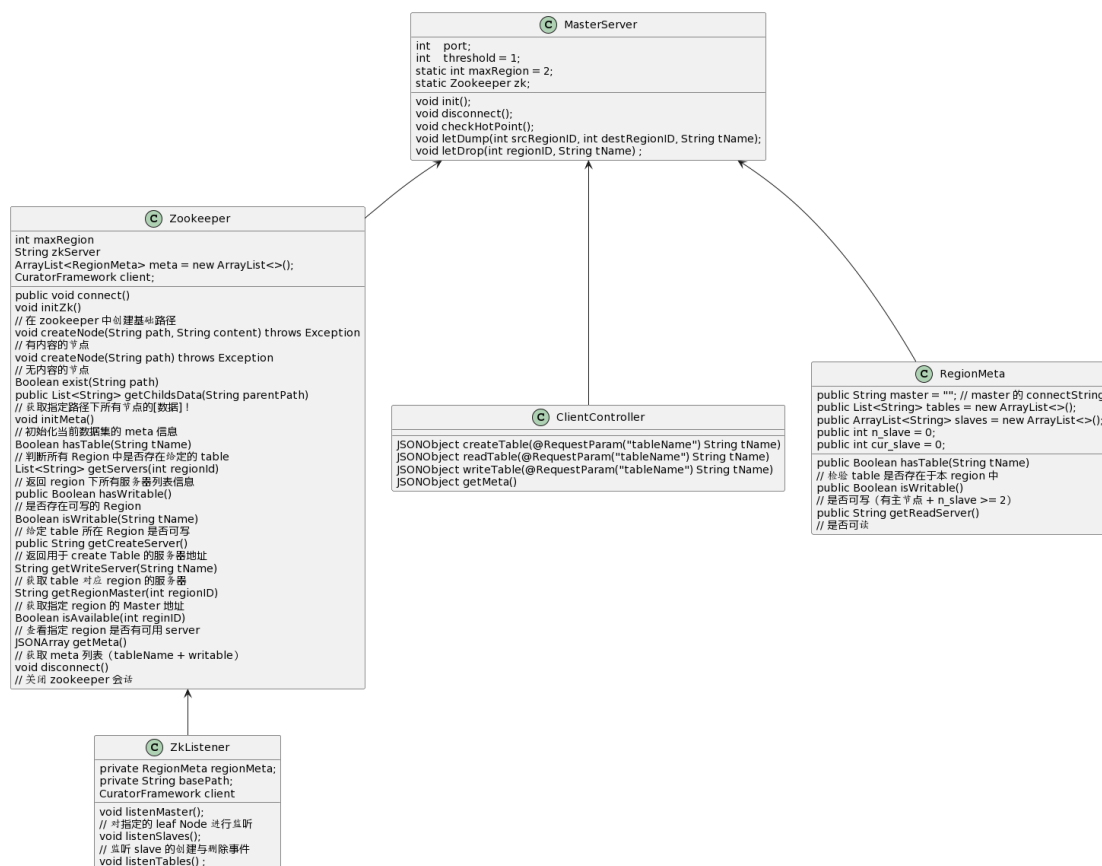 C MasterServer
int port;
int threshold = 1;
static int maxRegion = 2;
static Zookeeper zk;
void init();
void disconnect();
void checkHotPoint();
void letDump(int srcRegionID, int destRegionID, String tName);
void letDrop(int regionID, String tName) ;
C Zookeeper
int maxRegion
String zkServer
ArrayList<RegionMeta> meta = new ArrayList<>();
CuratorFramework client;
public void connect()
void initZk()
// 在 zookeeper 中创建基础路径
void createNode(String path, String content) throws Exception
// 有内容的节点
void createNode(String path) throws Exception
// 无内容的节点
Boolean exist(String path)
public List<String> getChildsData(String parentPath)
// 获取指定路径下所有节点的[数据]！
void initMeta()
// 初始化当前数据集的 meta 信息
Boolean hasTable(String tName)
// 判断所有 Region 中是否存在给定的 table
List<String> getServers(int regionId)
// 返回 region 下所有服务器列表信息
public Boolean hasWritable()
// 是否存在可写的 Region
Boolean isWritable(String tName)
// 给定 table 所在 Region 是否可写
public String getCreateServer()
// 返回用于 create Table 的服务器地址
String getWriteServer(String tName)
// 获取 table 对应 region 的服务器
String getRegionMaster(int regionID)
// 获取指定 region 的 Master 地址
Boolean isAvailable(int reginID)
// 查看指定 region 是否有可用 server
JSONArray getMeta()
// 获取 meta 列表（tableName + writable）
void disconnect()
// 关闭 zookeeper 会话
C ClientController
JSONObject createTable(@RequestParam("tableName") String tName)
JSONObject readTable(@RequestParam("tableName") String tName)
JSONObject writeTable(@RequestParam("tableName") String tName)
JSONObject getMeta()
C RegionMeta
public String master = ""; // master 的 connectString
public List<String> tables = new ArrayList<>();
public ArrayList<String> slaves = new ArrayList<>();
public int n_slave = 0;
public int cur_slave = 0;
public Boolean hasTable(String tName)
// 检验 table 是否存在于本 region 中
public Boolean isWritable()
// 是否可写（有主节点 + n_slave >= 2）
public String getReadServer()
// 是否可读
C ZkListener
private RegionMeta regionMeta;
private String basePath;
CuratorFramework client
void listenMaster();
// 对指定的 leaf Node 进行监听
void listenSlaves();
// 监听 slave 的创建与删除事件
void listenTables() ;